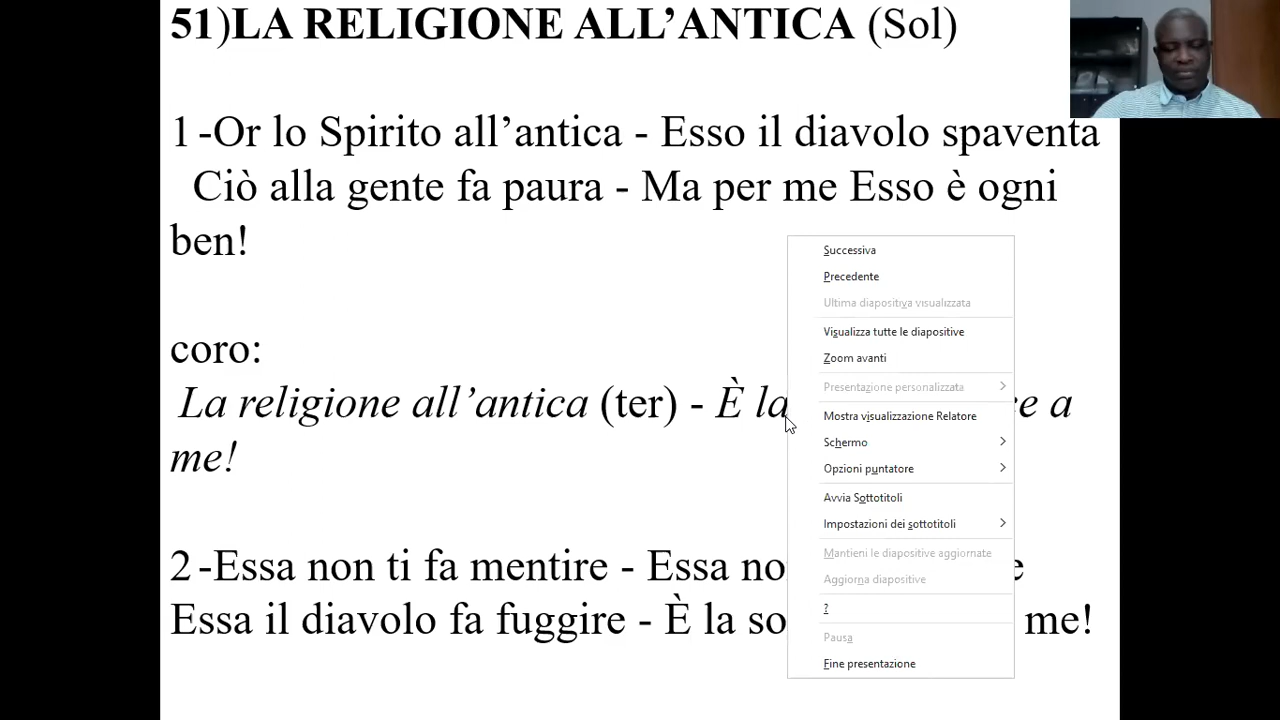 51)LA RELIGIONE ALL’ANTICA (Sol)
1 -Or lo Spirito all’antica - Esso il diavolo spaventa
Ciò alla gente fa paura - Ma per me Esso è ogni
ben!
coro:
La religione all’antica (ter) - È la ce a
me!
2 -Essa non ti fa mentire - Essa no e
Essa il diavolo fa fuggire - È la so me!
Successiva
Precedente
Ultima diapositiva visualizzata
Visualizza tutte le diapositive
Zoom avanti
Presentazione personalizzata
Mostra visualizzazione Relatore
Schermo
Opzioni puntatore
Avvia Sottotitoli
Impostazioni dei sottotitoli
Mantieni le diapositive aggiornate
Aggiorna diapositive
?
Pausa
Fine presentazione